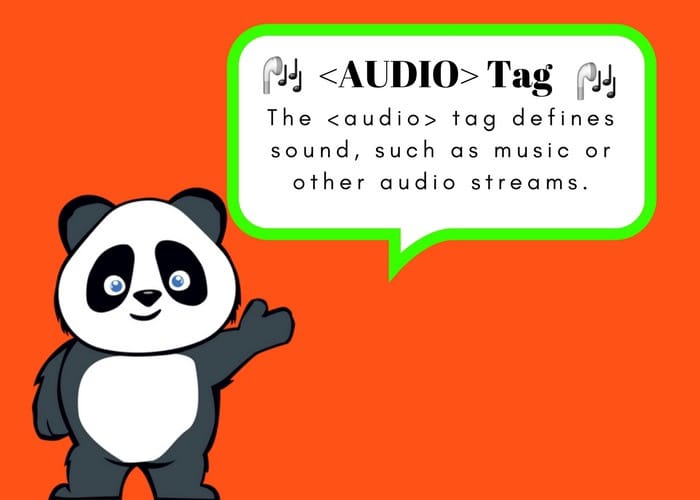 <AUDIO> Tag
The <audio> tag defines
sound, such as music or
other audio streams.